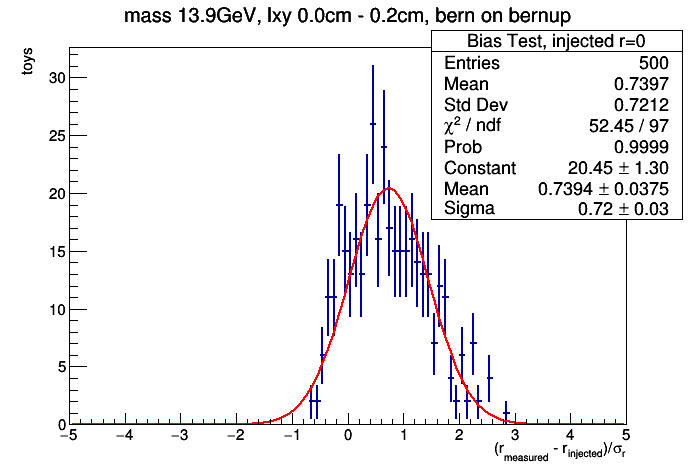 mass 13.9GeV, lxy 0.0cm - 0.2cm, bern on bernup
Bias Test, injected r=0
Entries 500
Mean 0.7397
Std Dev 0.7212
χ² / ndf 52.45 / 97
Prob 0.9999
Constant 20.45 ± 1.30
Mean 0.7394 ± 0.0375
Sigma 0.72 ± 0.03
toys
30
25
20
15
10
5
0
−5 −4 −3 −2 −1 0 1 2 3 4 5
(r_measured - r_injected)/σ_r